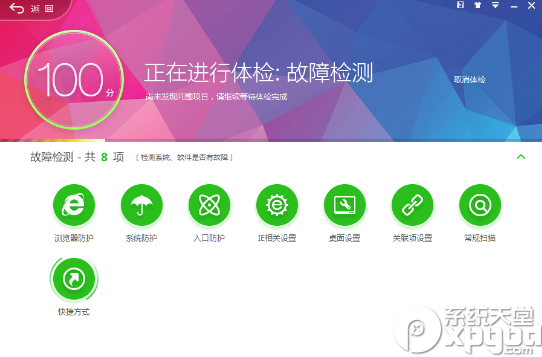 返回
100分
正在进行体检: 故障检测
尚未发现问题项目，请继续等待体检完成
取消体检
故障检测 - 共 8 项 （检测系统、软件是否有故障）
浏览器防护 系统防护 入口防护 IE相关设置 桌面设置 关联项设置 常规扫描
快捷方式
系统天堂